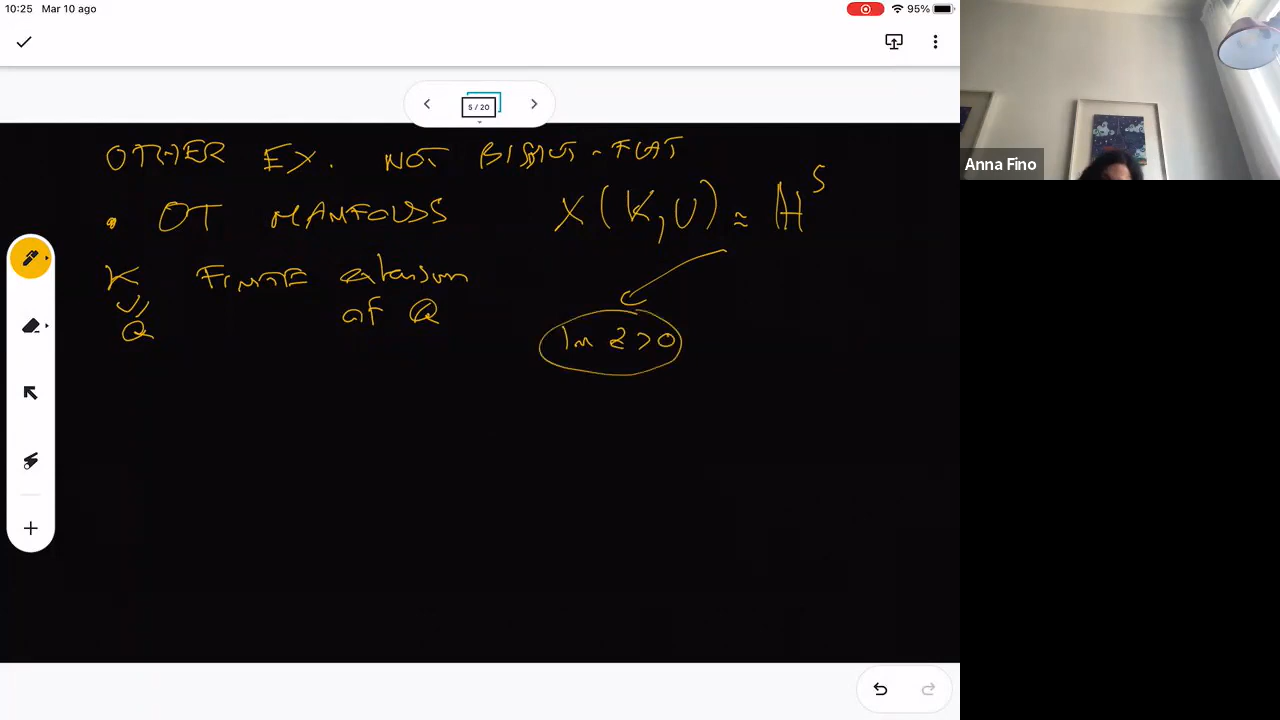 10:25 Mar 10 ago 95%
5 / 20
Anna Fino
OTHER EX. NOT BISMUT-FLAT
• OT MANIFOLDS X(K,U) ≈ ℍ^s
K FINITE extension
∪/ of Q
Q
Im z > 0